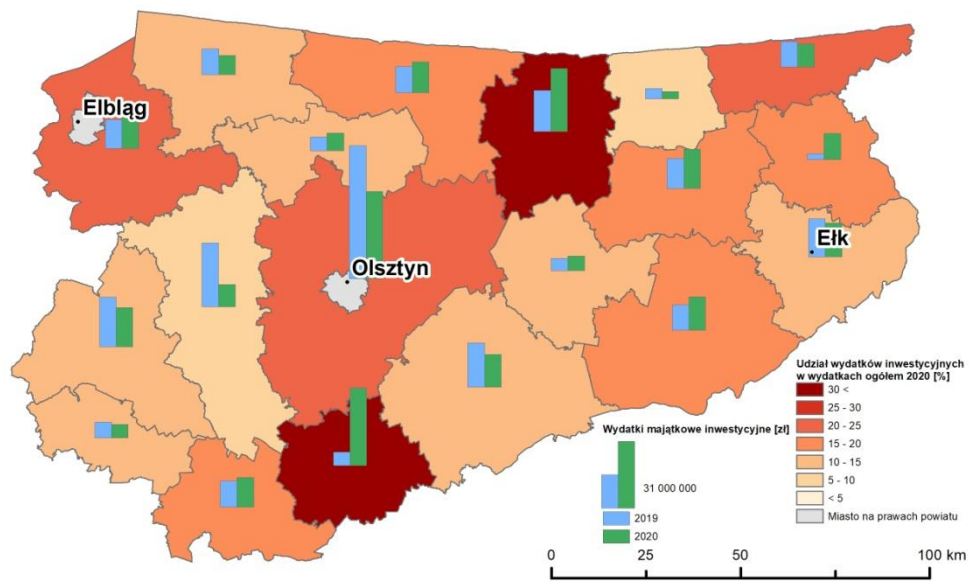 Elbląg
Olsztyn
Ełk
Udział wydatków inwestycyjnych
w wydatkach ogółem 2020 [%]
30 <
25 - 30
20 - 25
15 - 20
10 - 15
5 - 10
< 5
Miasto na prawach powiatu
Wydatki majątkowe inwestycyjne [zł]
31 000 000
2019
2020
0 25 50 100 km